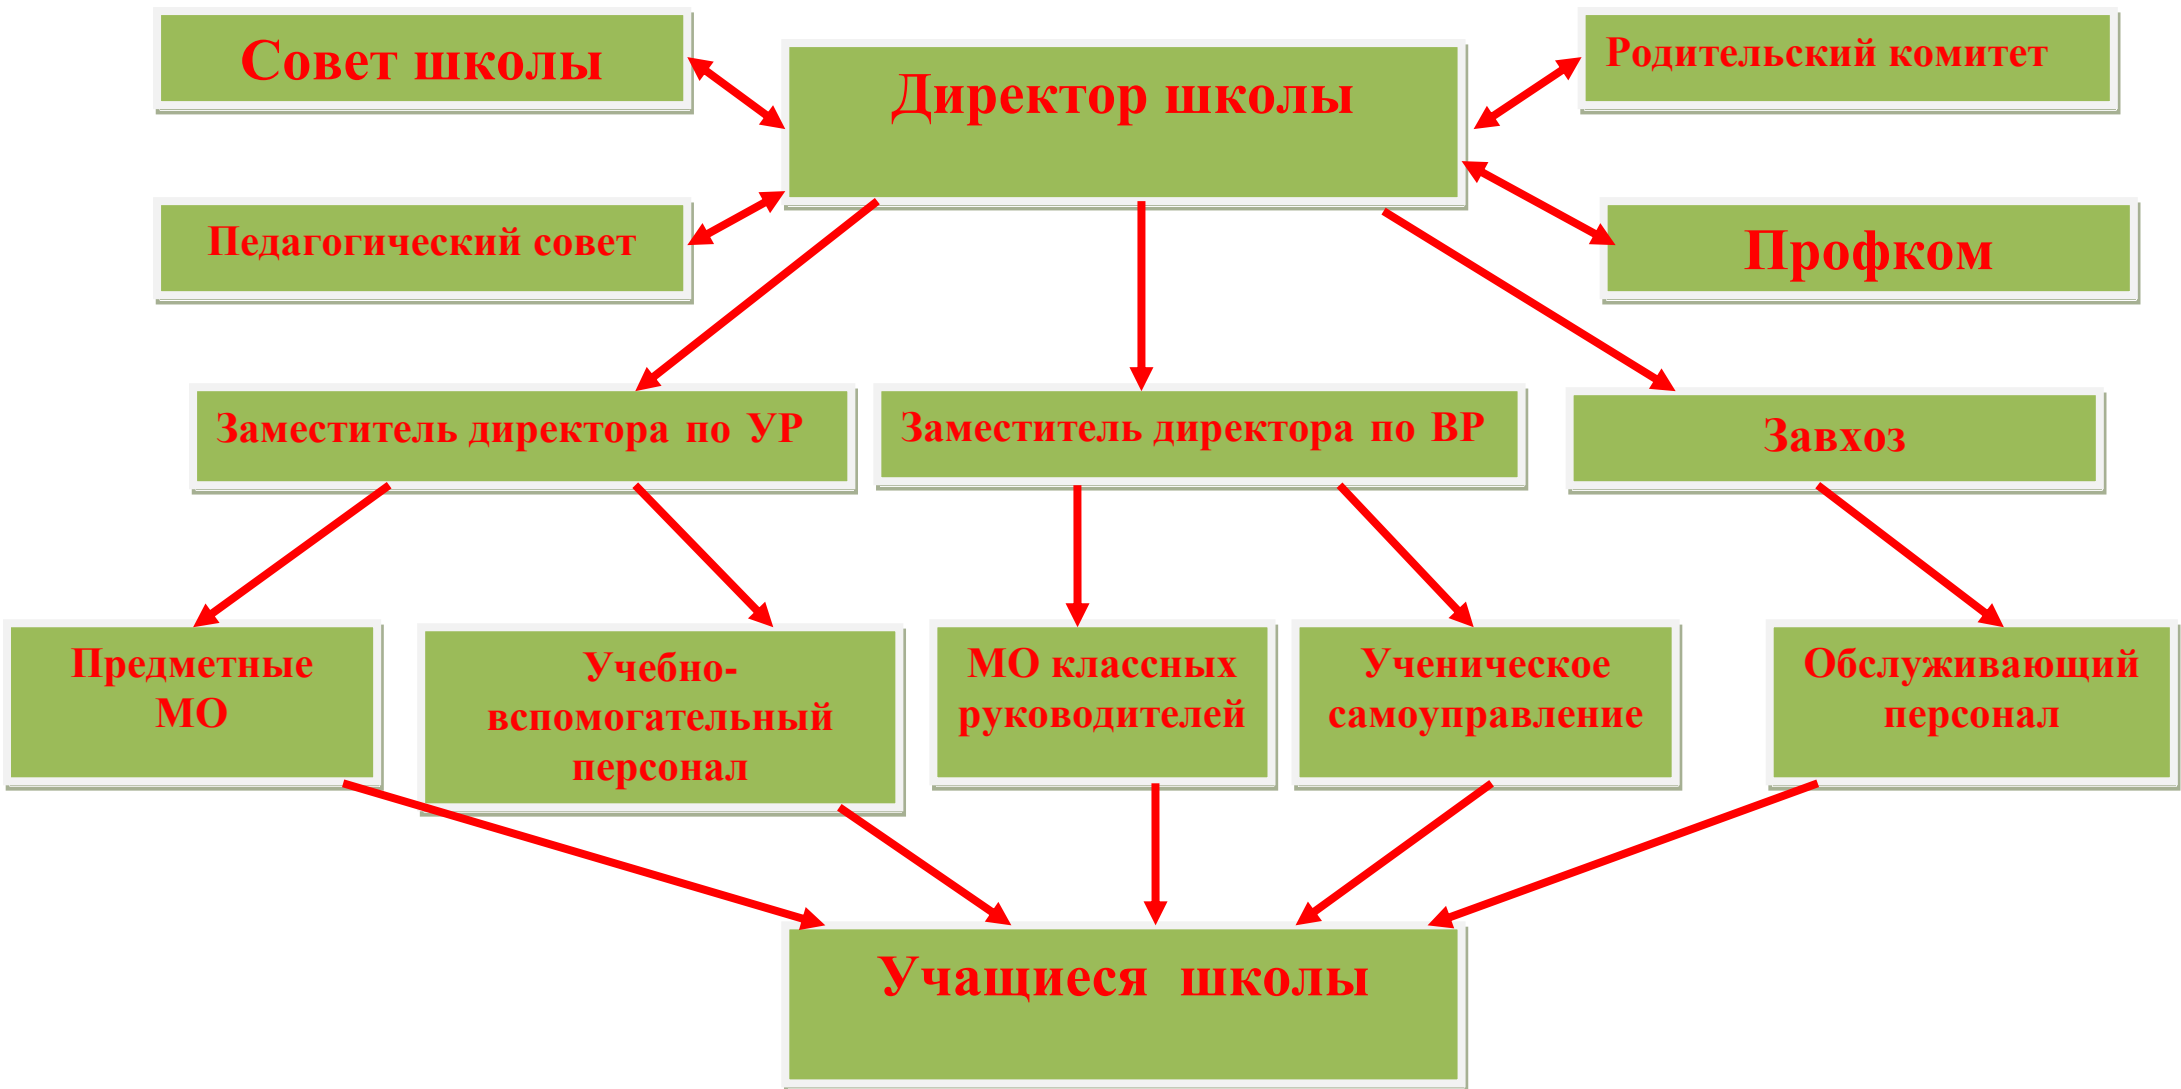 Совет школы
Директор школы
Родительский комитет
Педагогический совет
Профком
Заместитель директора по УР
Заместитель директора по ВР
Завхоз
Предметные
МО
Учебно-
вспомогательный
персонал
МО классных
руководителей
Ученическое
самоуправление
Обслуживающий
персонал
Учащиеся школы